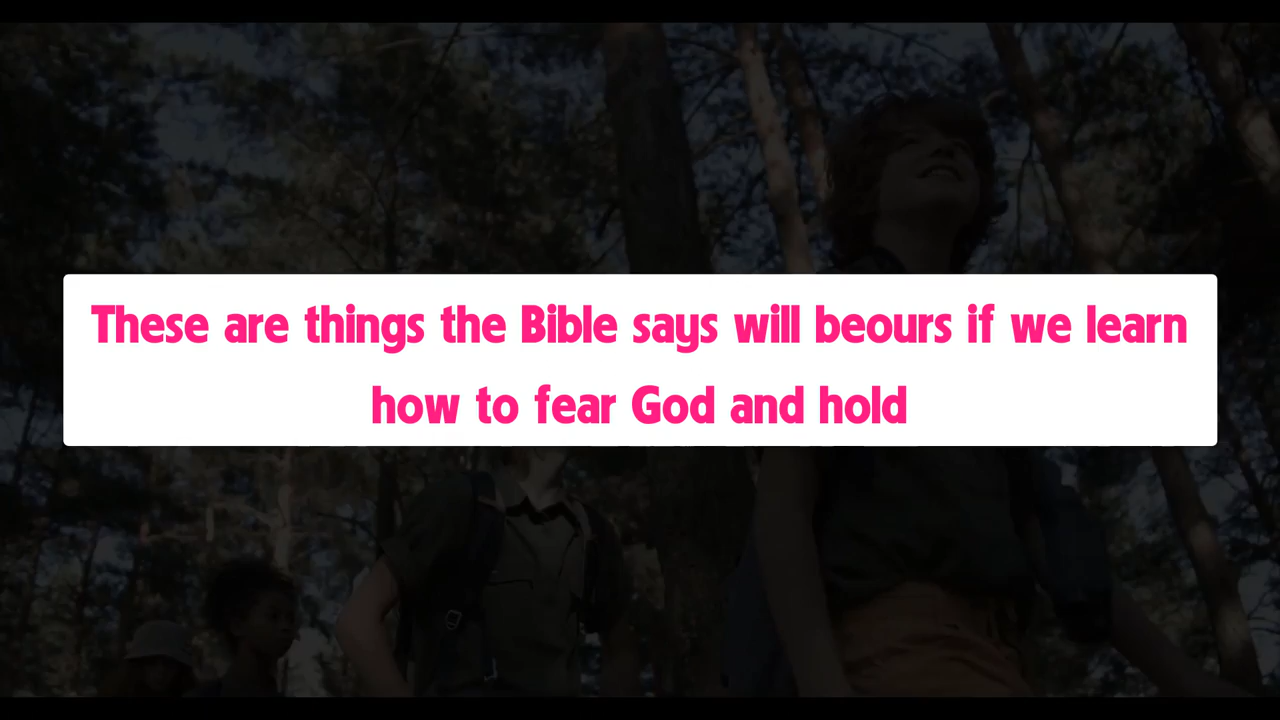 These are things the Bible says will beours if we learn
how to fear God and hold